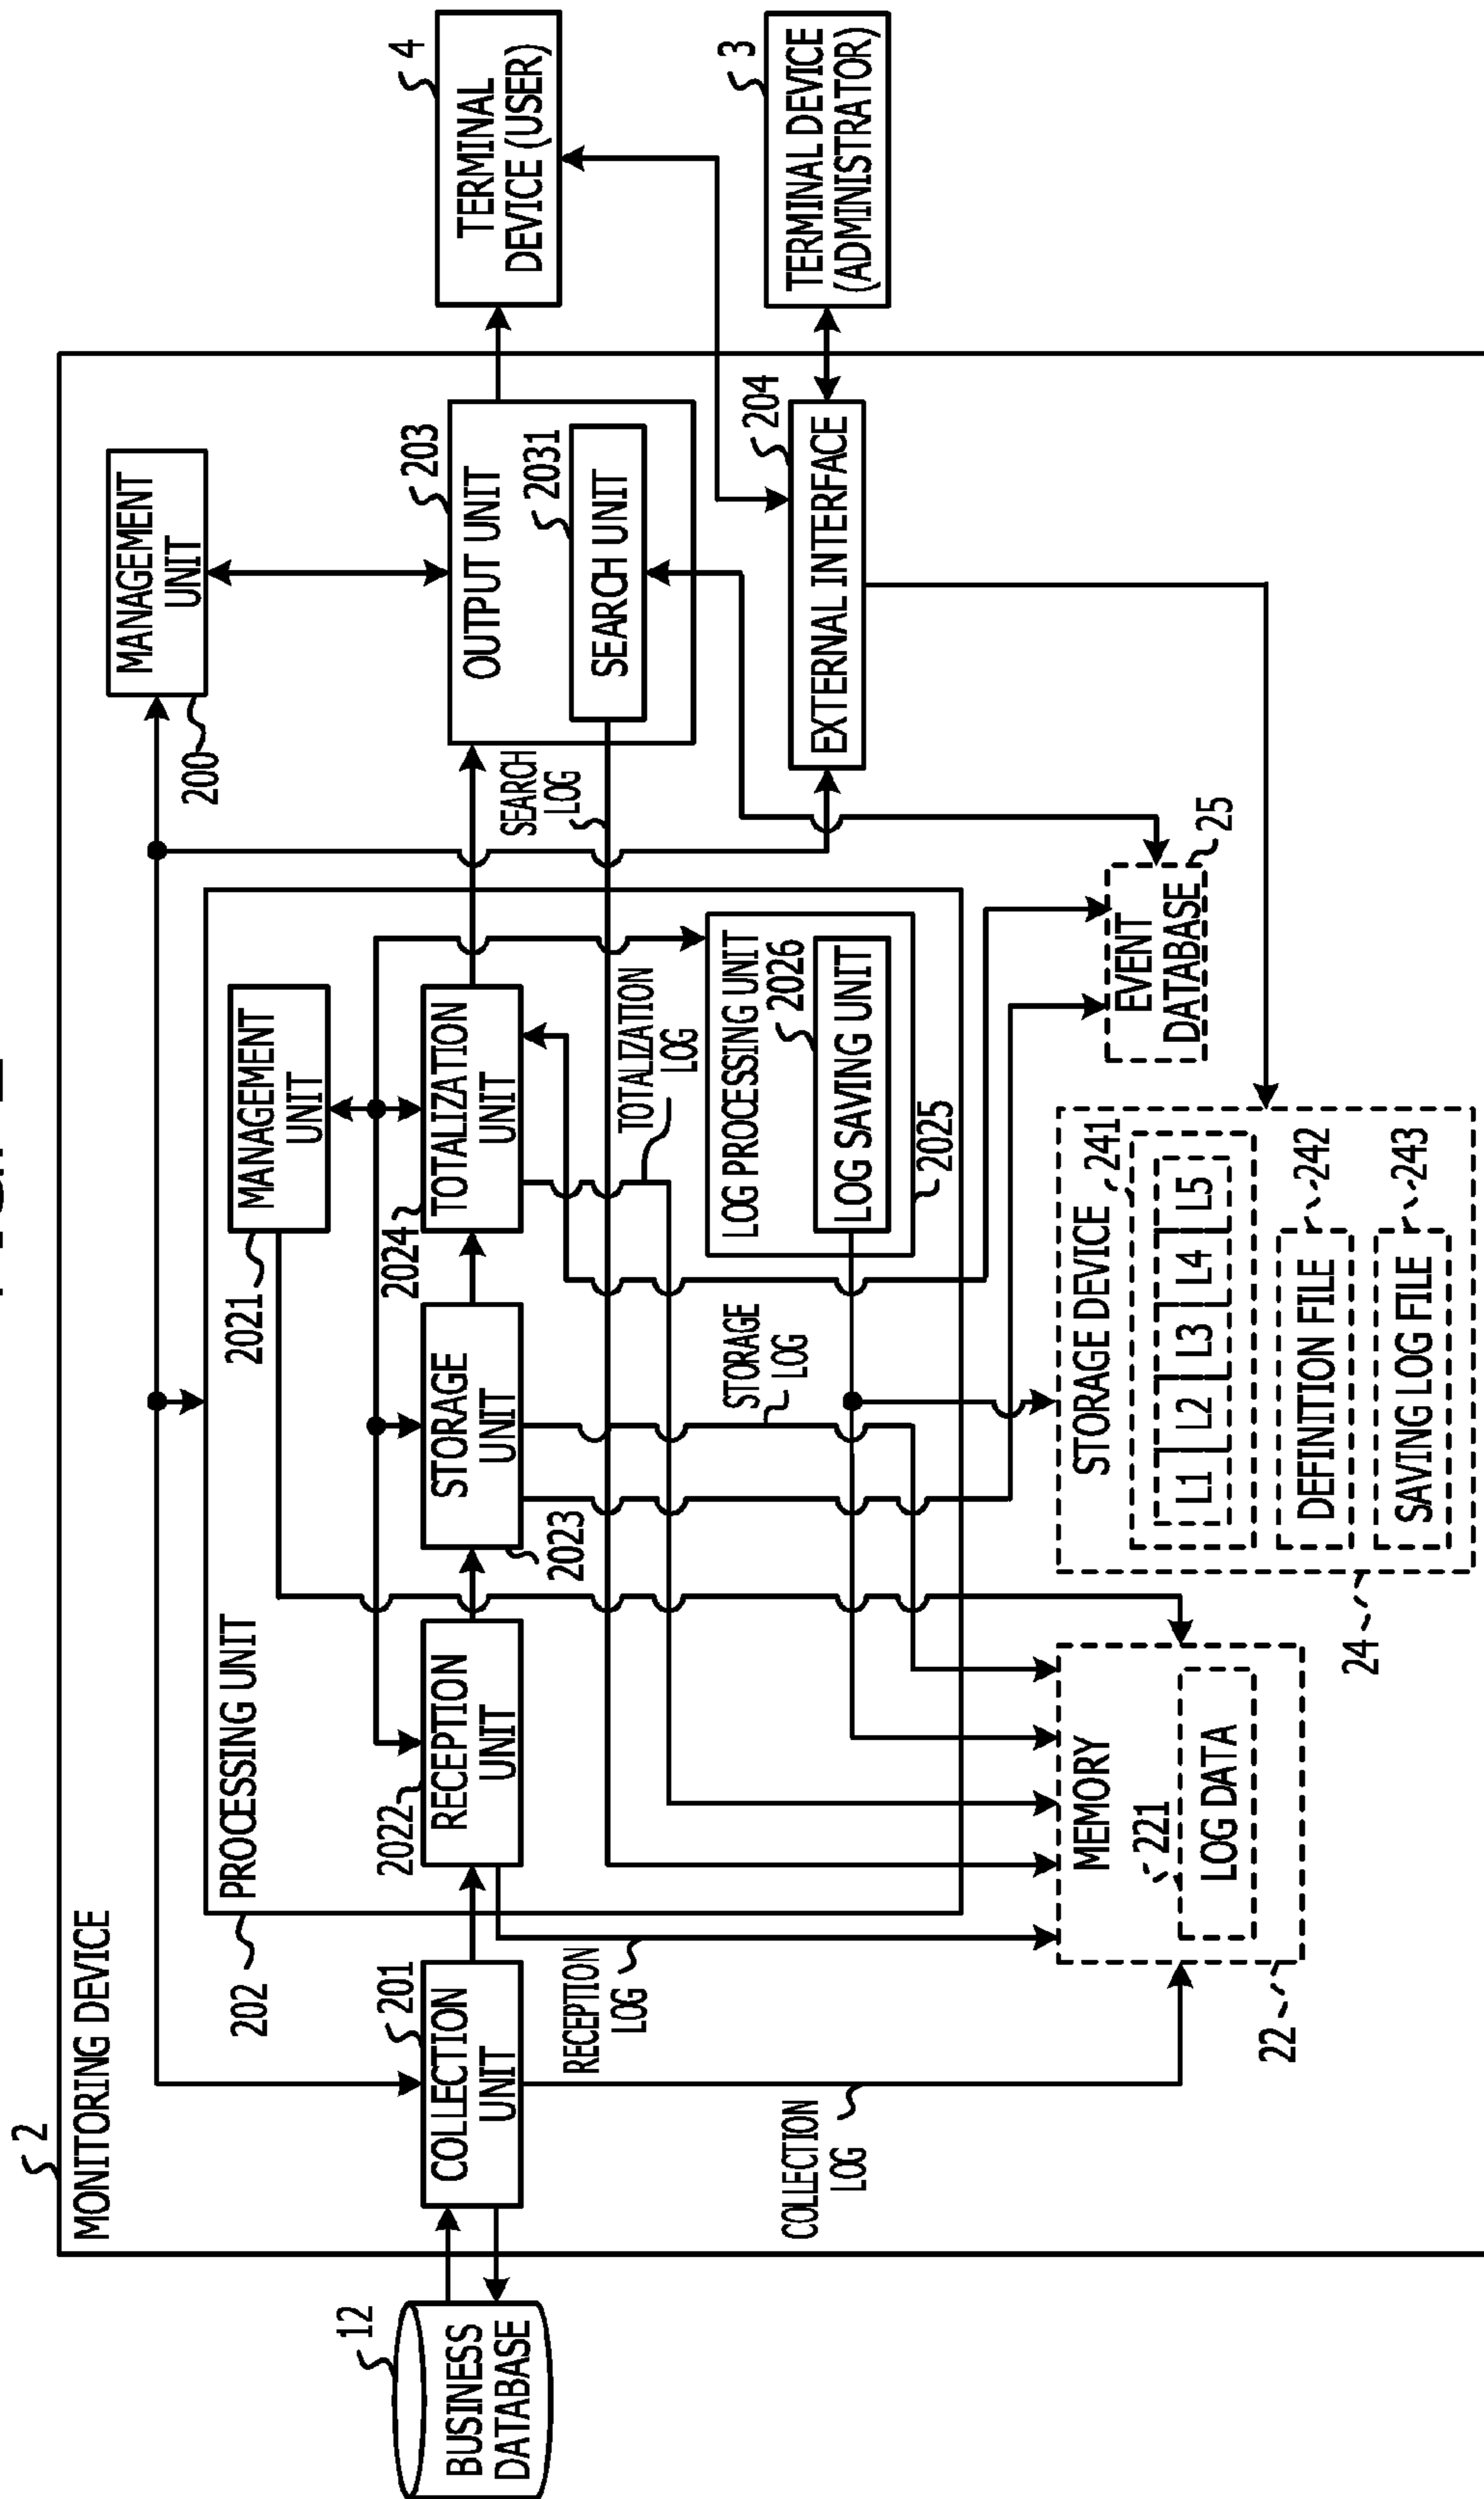 2
MONITORING DEVICE
MANAGEMENT
UNIT
200
PROCESSING UNIT
202
MANAGEMENT
UNIT
2021
12
BUSINESS
DATABASE
201
COLLECTION
UNIT
2022
RECEPTION
UNIT
2023
STORAGE
UNIT
2024
TOTALIZATION
UNIT
203
OUTPUT UNIT
2031
SEARCH UNIT
4
TERMINAL
DEVICE (USER)
SEARCH
LOG
RECEPTION
LOG
TOTALIZATION
LOG
STORAGE
LOG
LOG PROCESSING UNIT
2026
LOG SAVING UNIT
2025
204
EXTERNAL INTERFACE
3
TERMINAL DEVICE
(ADMINISTRATOR)
COLLECTION
LOG
MEMORY
221
LOG DATA
22
STORAGE DEVICE
241
L1 L2 L3 L4 L5
DEFINITION FILE
242
SAVING LOG FILE
243
24
EVENT
DATABASE
25